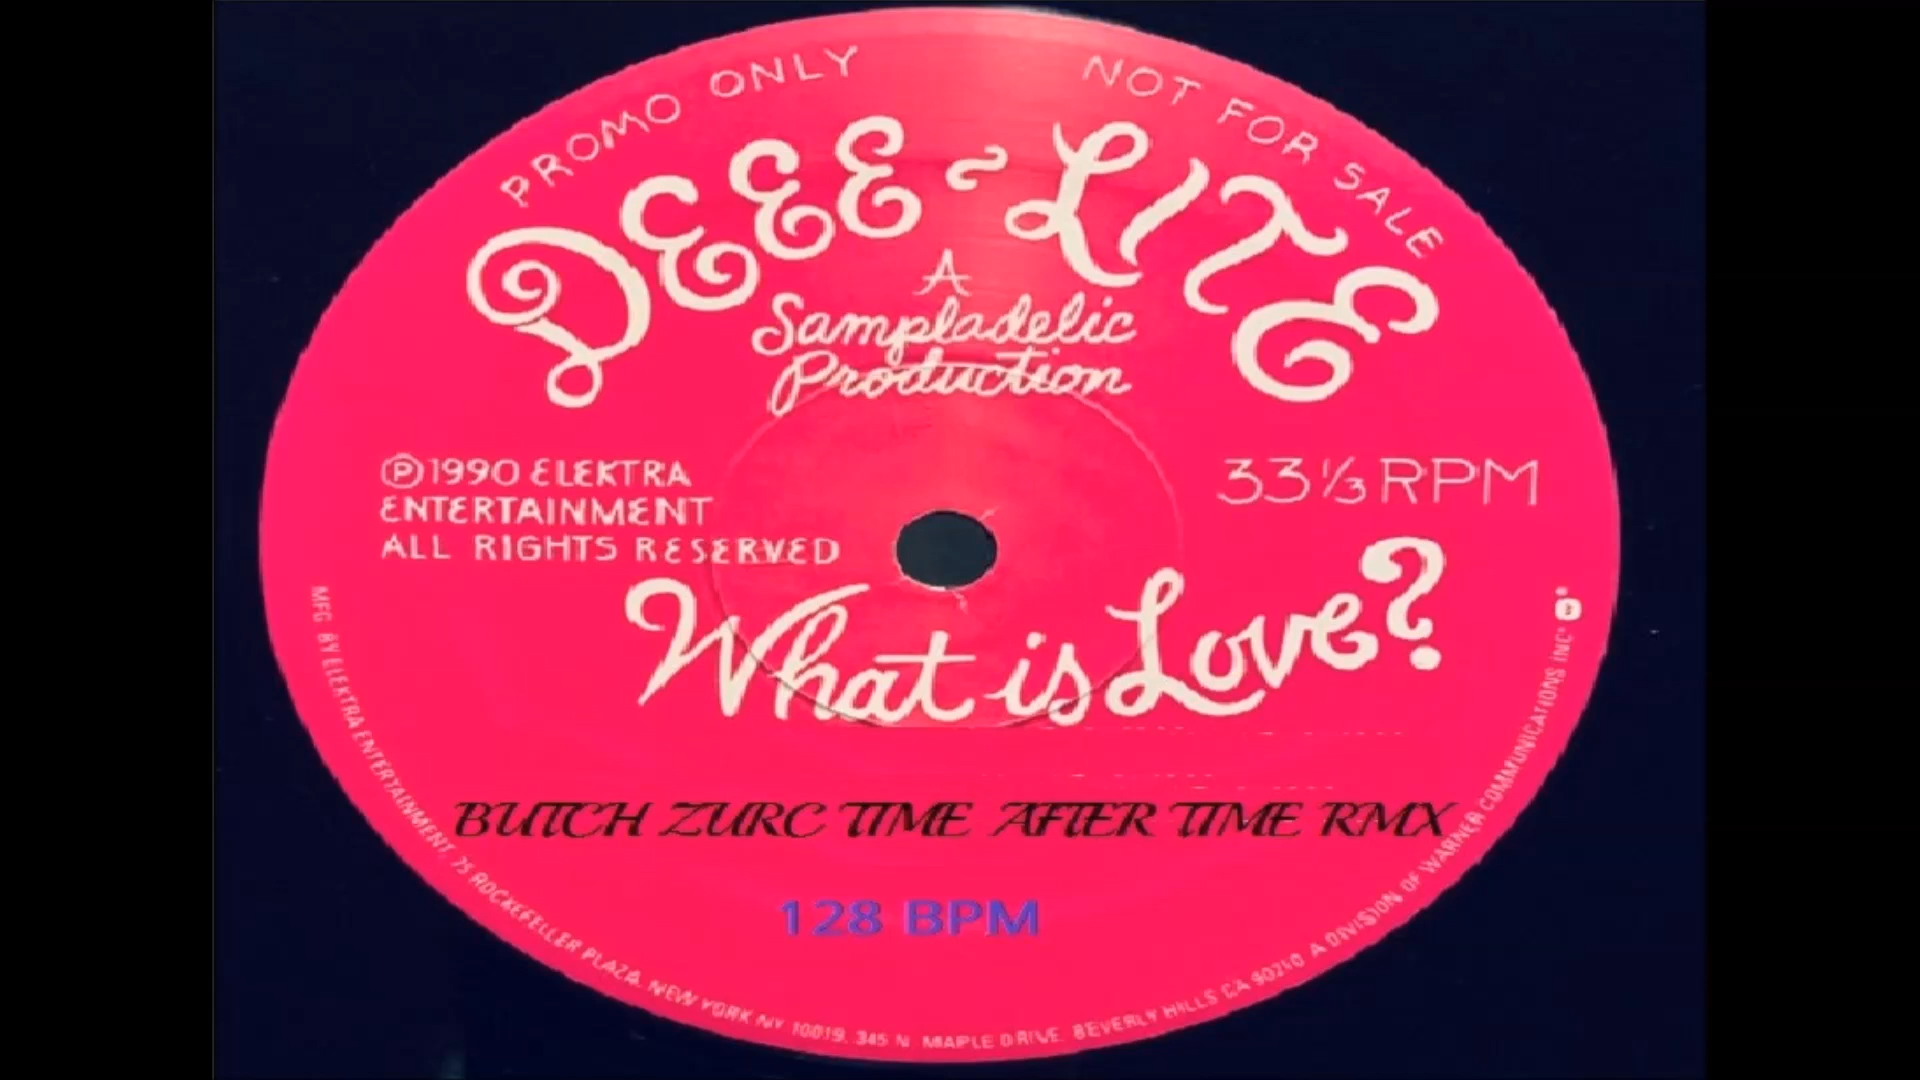 PROMO ONLY NOT FOR SALE
DEEE-LITE
A
Sampladelic
Production
℗1990 ELEKTRA
ENTERTAINMENT
ALL RIGHTS RESERVED
33⅓ RPM
What is Love?
BUTCH ZURC TIME AFTER TIME RMX
128 BPM
MFG BY ELEKTRA ENTERTAINMENT, 75 ROCKEFELLER PLAZA, NEW YORK NY 10019. 345 N. MAPLE DRIVE. BEVERLY HILLS CA 90210 A DIVISION OF WARNER COMMUNICATIONS INC.